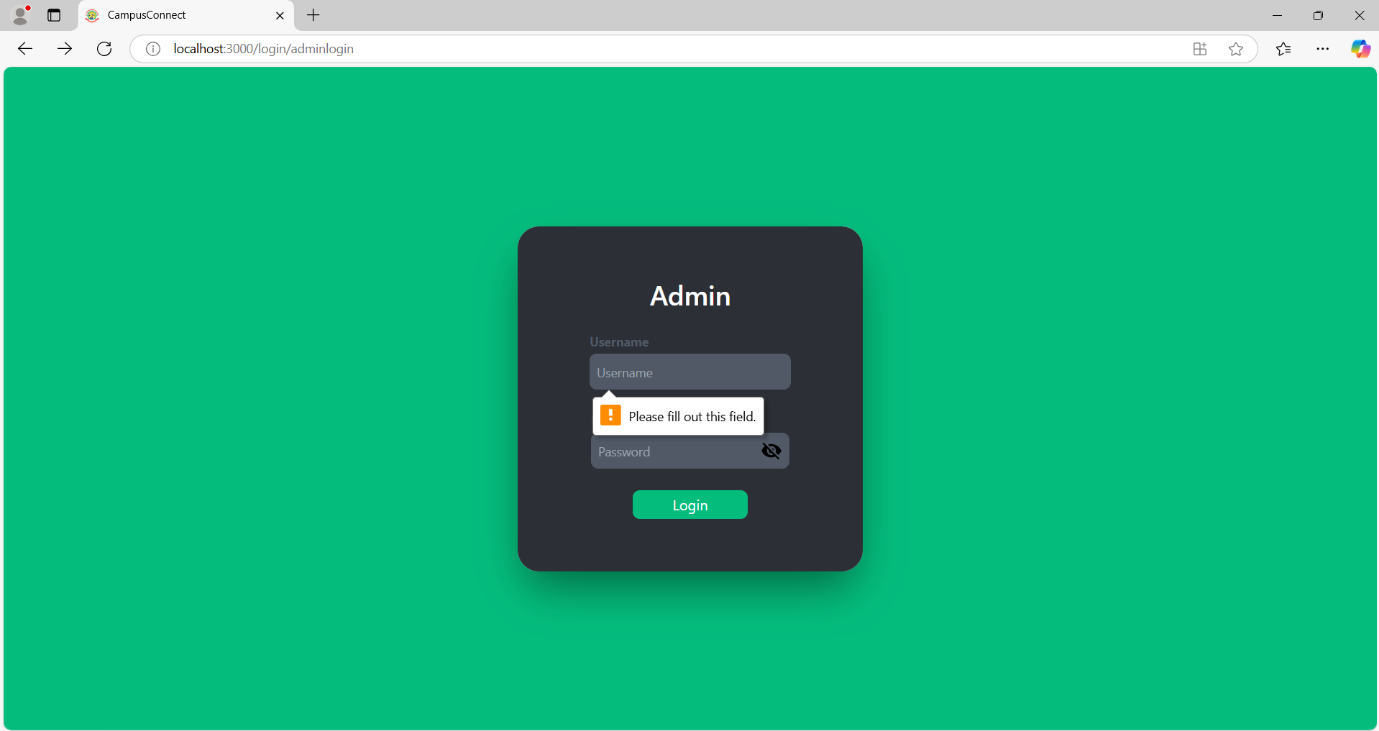 CampusConnect
localhost:3000/login/adminlogin
Admin
Username
Username
Please fill out this field.
Password
Login